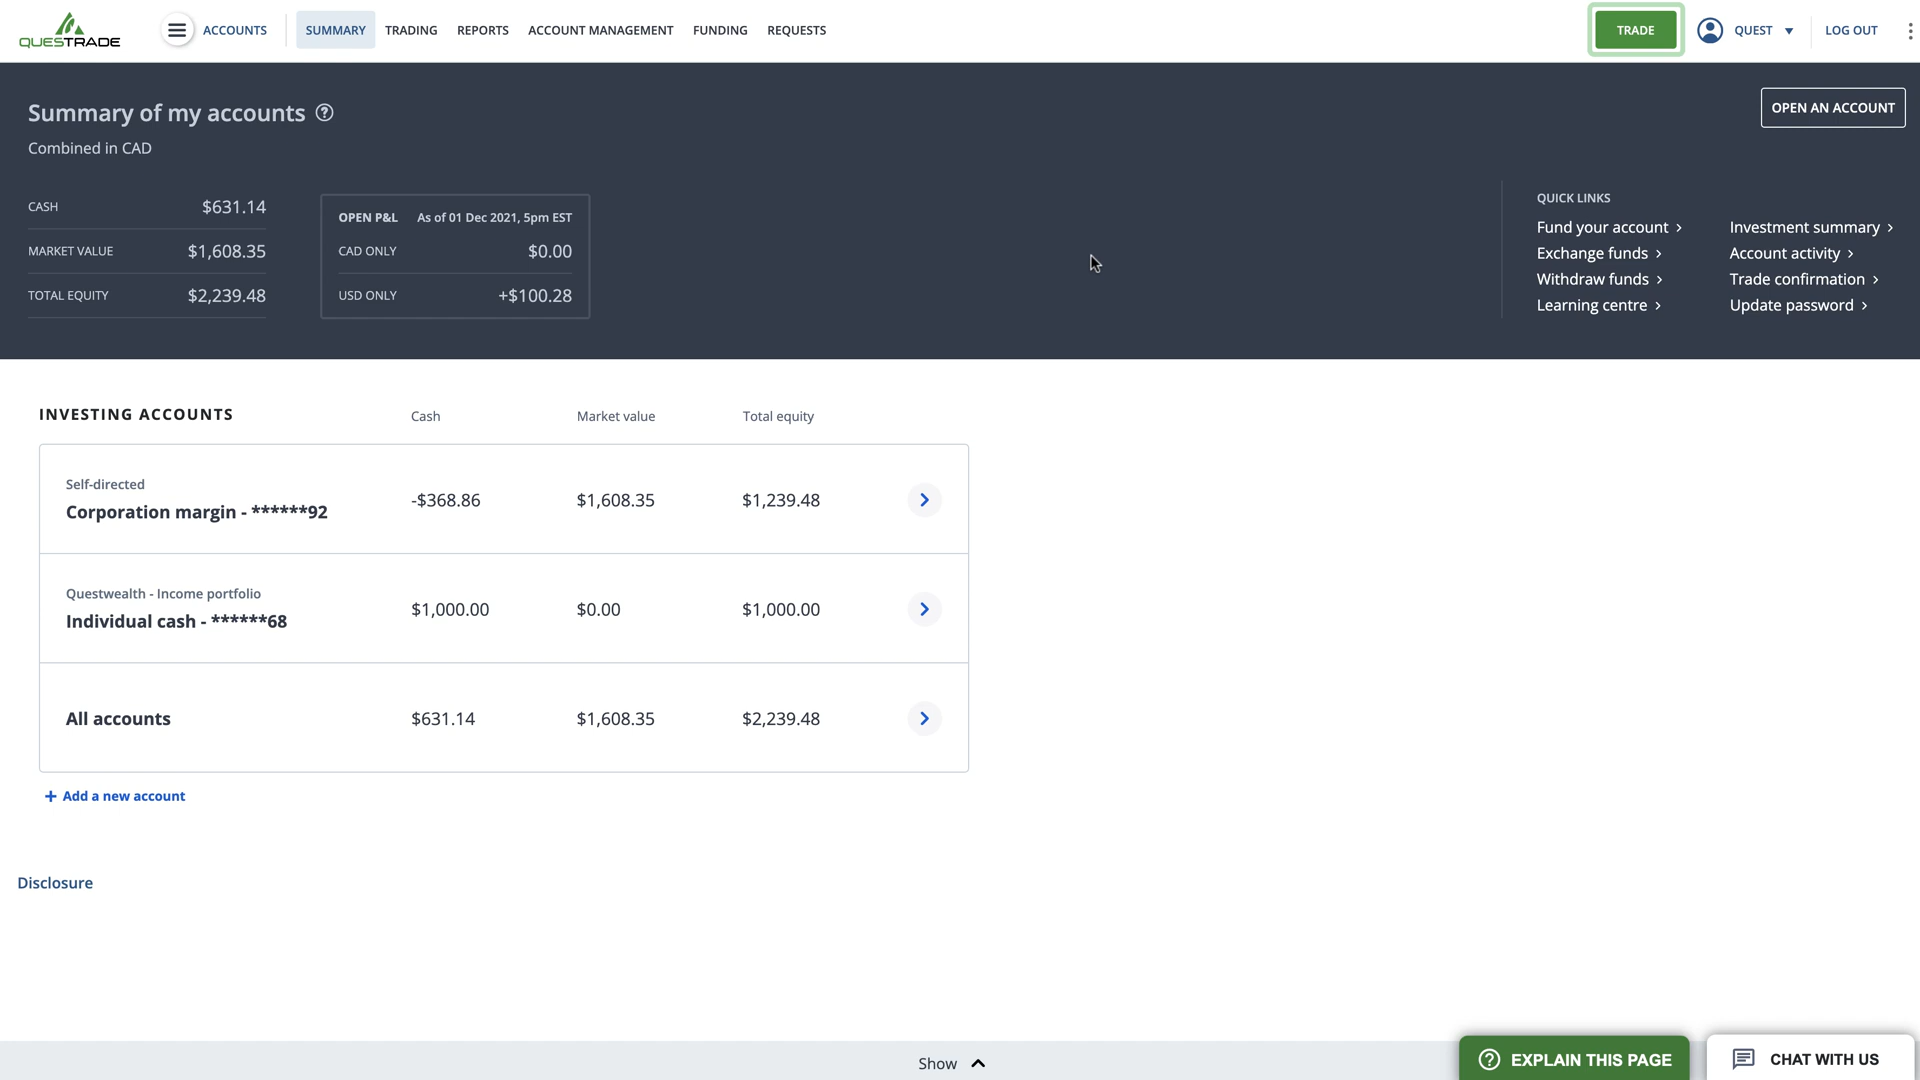 QUESTRADE
ACCOUNTS
SUMMARY TRADING REPORTS ACCOUNT MANAGEMENT FUNDING REQUESTS
TRADE
QUEST
LOG OUT
Summary of my accounts ?
Combined in CAD
OPEN AN ACCOUNT
CASH $631.14
MARKET VALUE $1,608.35
TOTAL EQUITY $2,239.48
OPEN P&L As of 01 Dec 2021, 5pm EST
CAD ONLY $0.00
USD ONLY +$100.28
QUICK LINKS
Fund your account >
Exchange funds >
Withdraw funds >
Learning centre >
Investment summary >
Account activity >
Trade confirmation >
Update password >
INVESTING ACCOUNTS Cash Market value Total equity
Self-directed
Corporation margin - ******92 -$368.86 $1,608.35 $1,239.48
Questwealth - Income portfolio
Individual cash - ******68 $1,000.00 $0.00 $1,000.00
All accounts $631.14 $1,608.35 $2,239.48
+ Add a new account
Disclosure
Show
? EXPLAIN THIS PAGE
CHAT WITH US